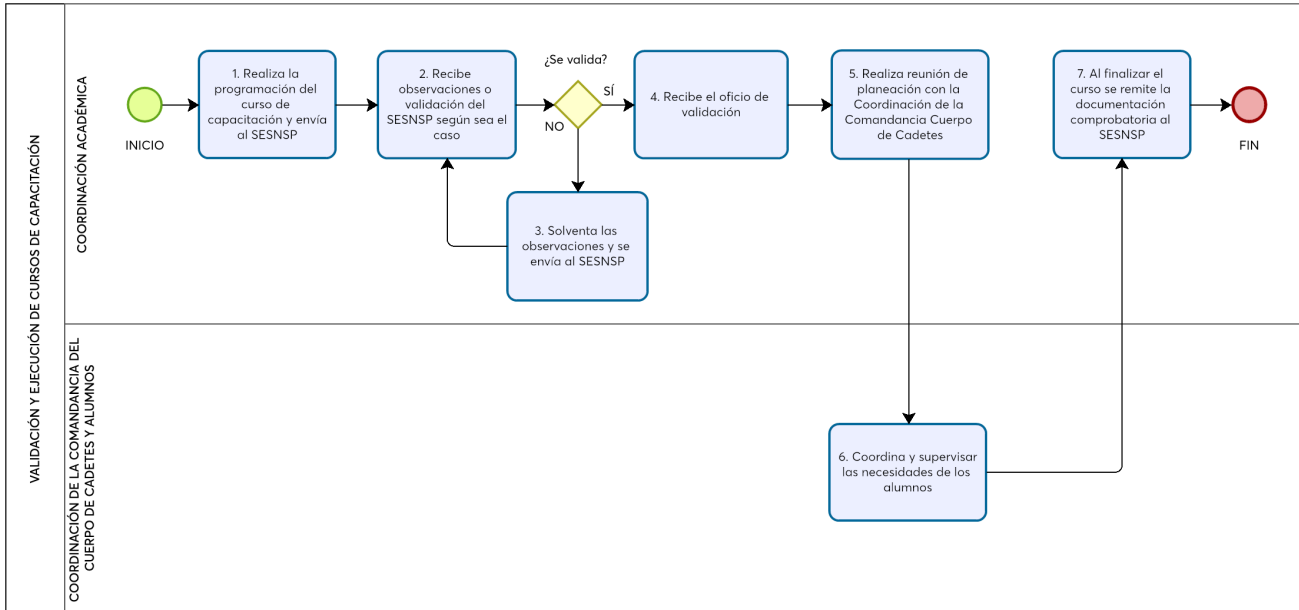 VALIDACIÓN Y EJECUCIÓN DE CURSOS DE CAPACITACIÓN
COORDINACIÓN ACADÉMICA
INICIO
1. Realiza la
programación del
curso de
capacitación y envía
al SESNSP
2. Recibe
observaciones o
validación del
SESNSP según sea el
caso
¿Se valida?
SÍ
NO
3. Solventa las
observaciones y se
envía al SESNSP
4. Recibe el oficio de
validación
5. Realiza reunión de
planeación con la
Coordinación de la
Comandancia Cuerpo
de Cadetes
7. Al finalizar el
curso se remite la
documentación
comprobatoria al
SESNSP
FIN
COORDINACIÓN DE LA COMANDANCIA DEL
CUERPO DE CADETES Y ALUMNOS
6. Coordina y supervisar
las necesidades de los
alumnos